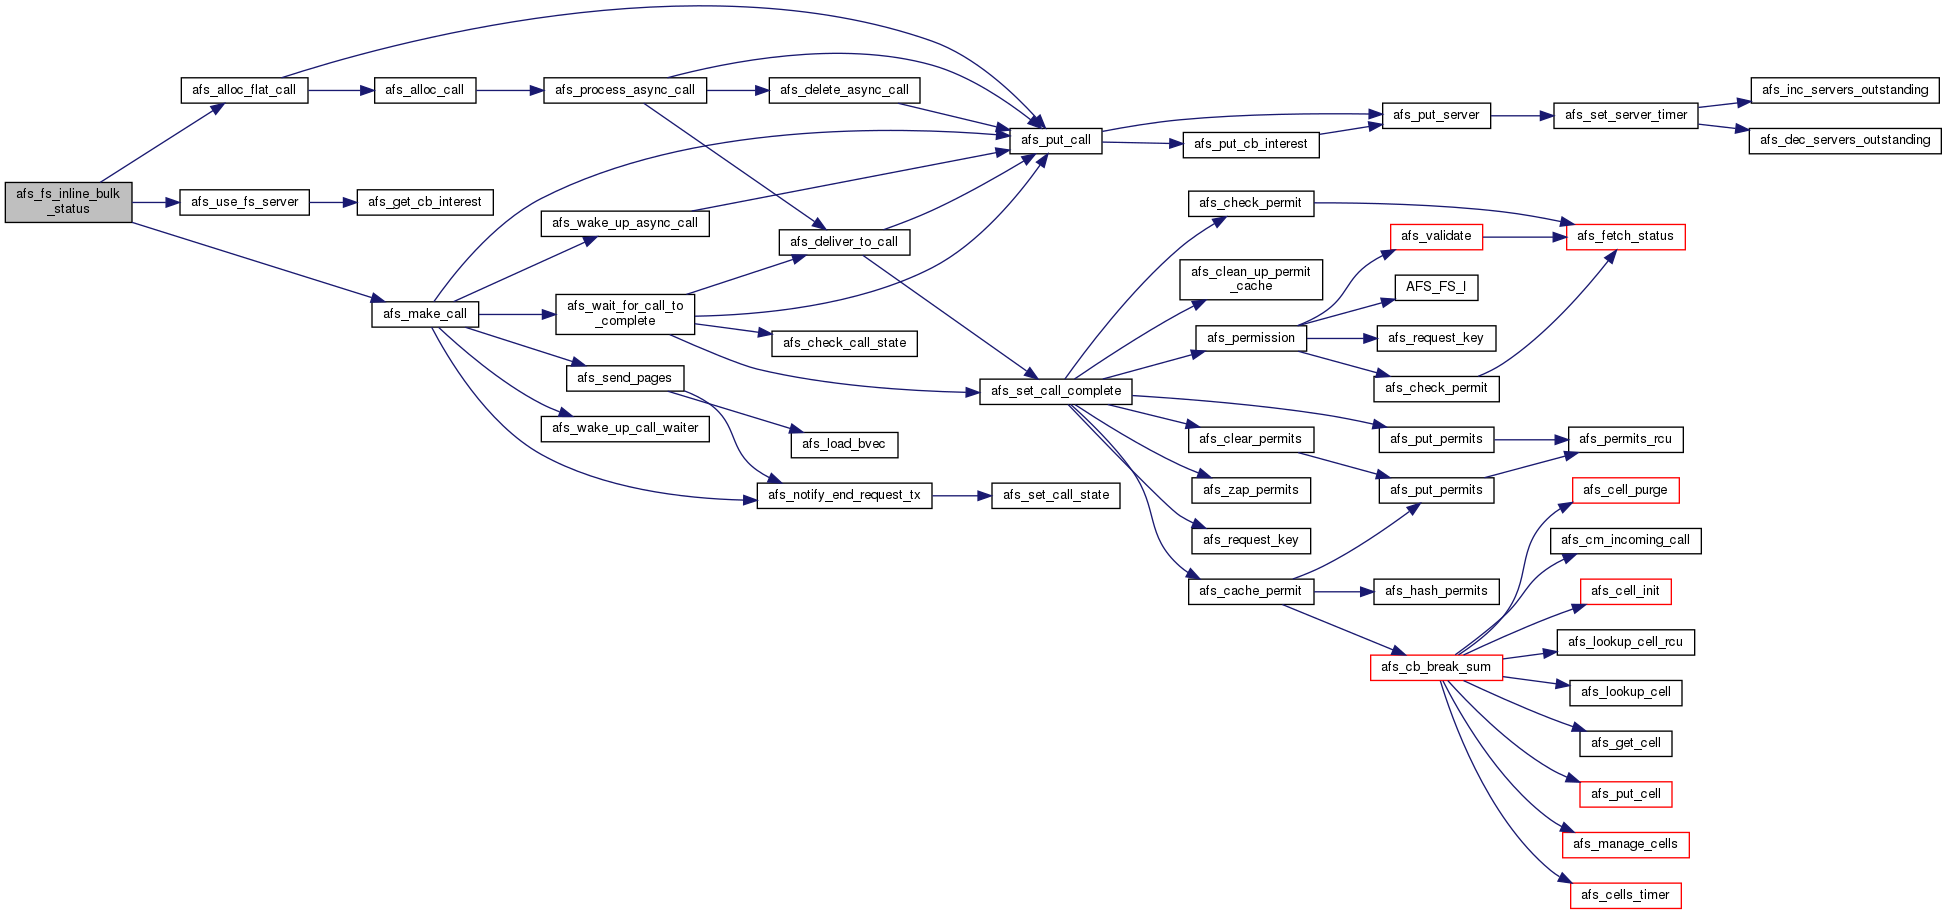 afs_fs_inline_bulk
_status
afs_alloc_flat_call
afs_use_fs_server
afs_make_call
afs_alloc_call
afs_get_cb_interest
afs_process_async_call
afs_wake_up_async_call
afs_wait_for_call_to
_complete
afs_send_pages
afs_wake_up_call_waiter
afs_delete_async_call
afs_deliver_to_call
afs_check_call_state
afs_load_bvec
afs_notify_end_request_tx
afs_put_call
afs_set_call_complete
afs_set_call_state
afs_put_cb_interest
afs_check_permit
afs_clean_up_permit
_cache
afs_permission
afs_clear_permits
afs_zap_permits
afs_request_key
afs_cache_permit
afs_put_server
afs_validate
AFS_FS_I
afs_request_key
afs_check_permit
afs_put_permits
afs_put_permits
afs_hash_permits
afs_cb_break_sum
afs_set_server_timer
afs_fetch_status
afs_permits_rcu
afs_cell_purge
afs_cm_incoming_call
afs_cell_init
afs_lookup_cell_rcu
afs_lookup_cell
afs_get_cell
afs_put_cell
afs_manage_cells
afs_cells_timer
afs_inc_servers_outstanding
afs_dec_servers_outstanding